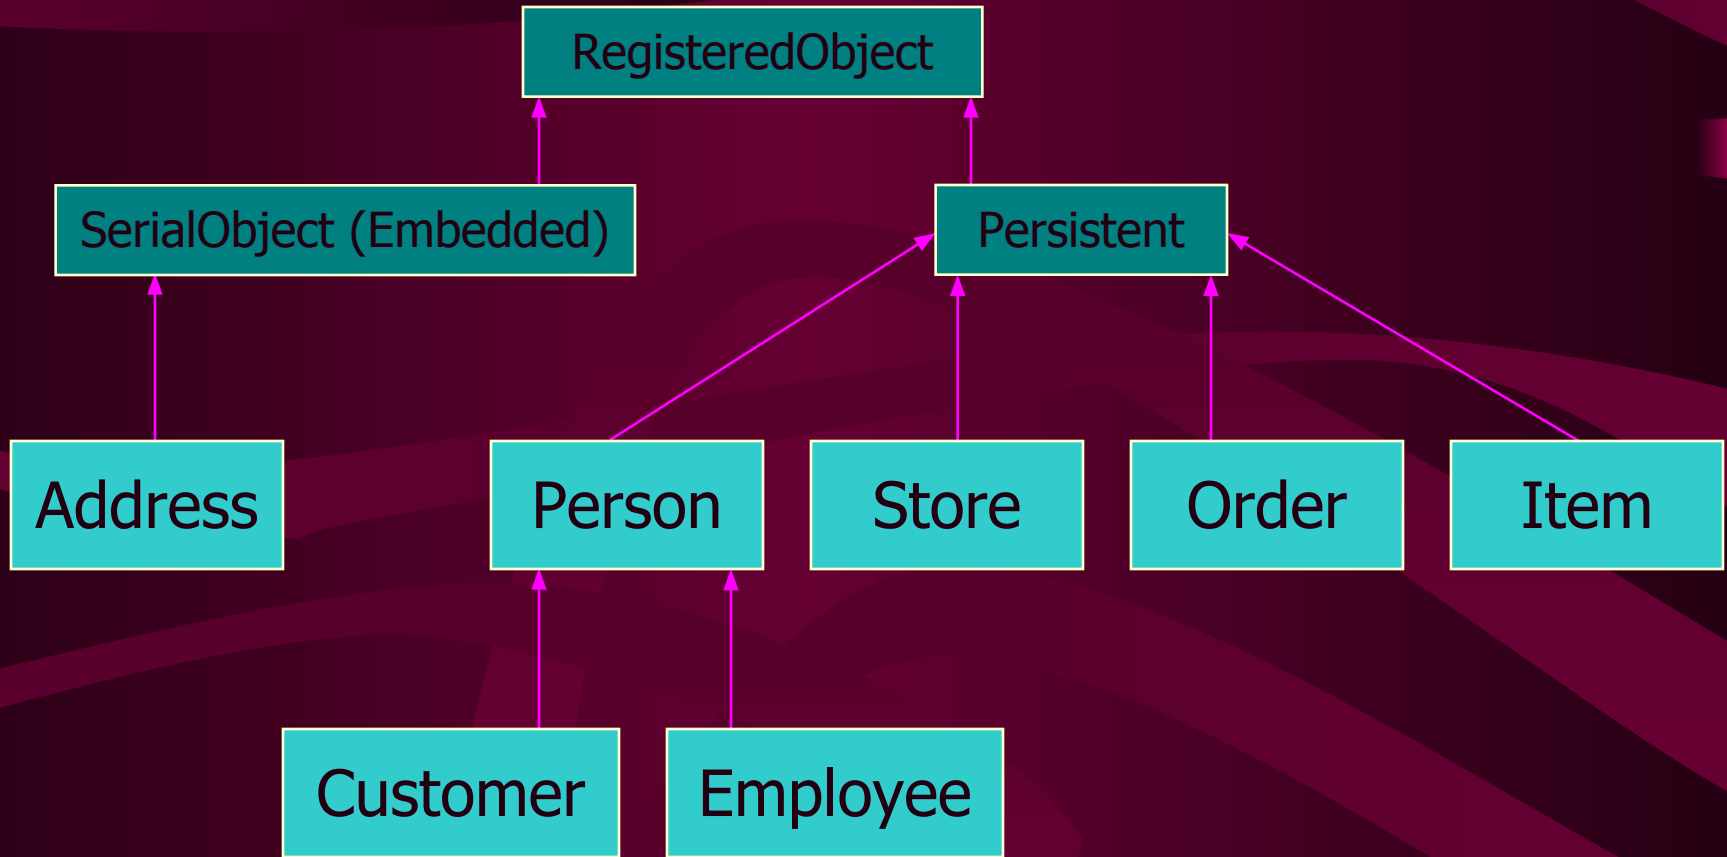 RegisteredObject
SerialObject (Embedded)
Persistent
Address
Person
Store
Order
Item
Customer
Employee